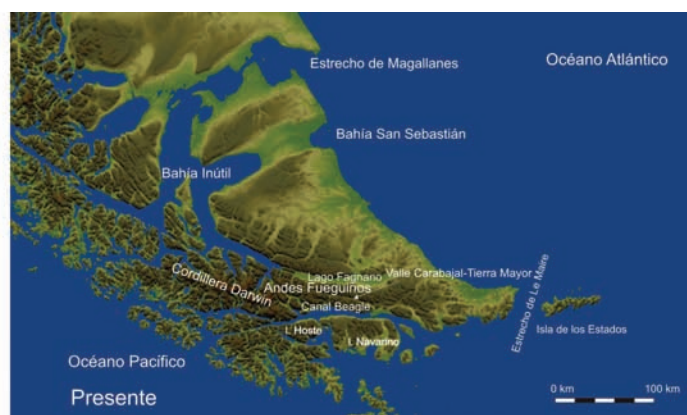 Estrecho de Magallanes
Océano Atlántico
Bahía San Sebastián
Bahía Inútil
Lago Fagnano
Valle Carabajal-Tierra Mayor
Cordillera Darwin
Andes Fueguinos
Canal Beagle
Estrecho de Le Maire
I. Hoste
I. Navarino
Isla de los Estados
Océano Pacífico
Presente
0 km
100 km